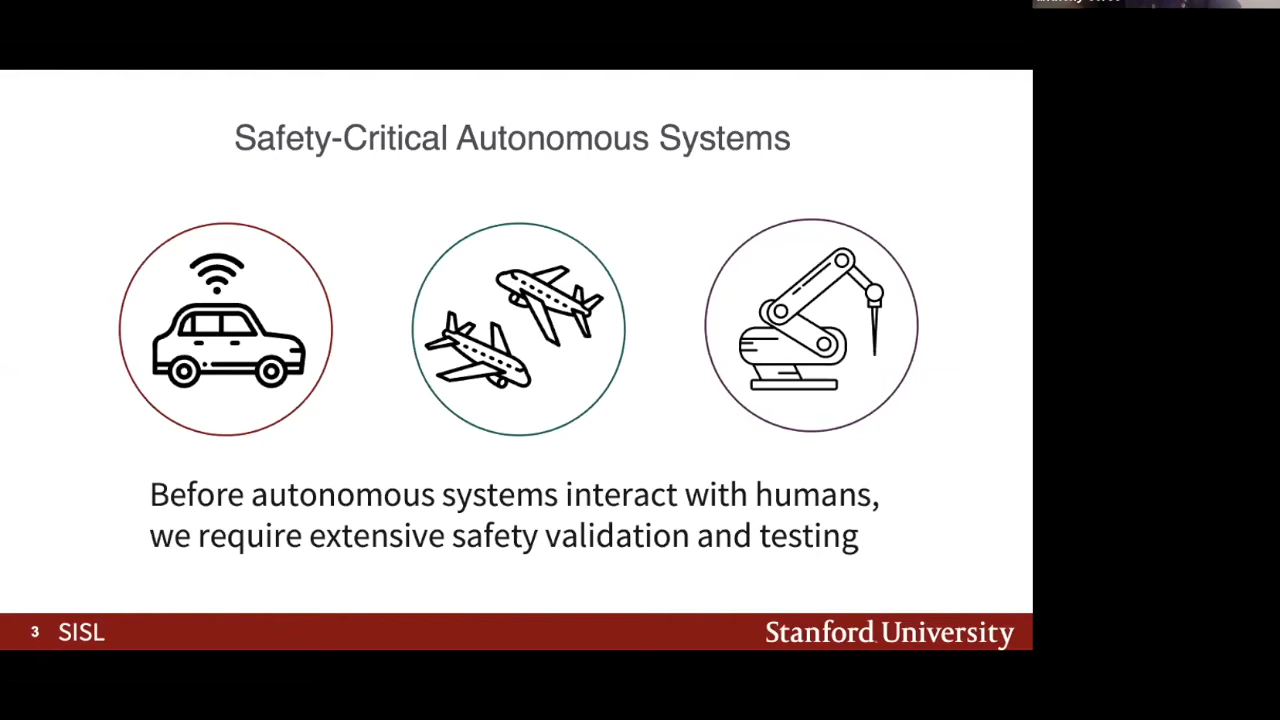 Safety-Critical Autonomous Systems
Before autonomous systems interact with humans,
we require extensive safety validation and testing
3 SISL
Stanford University